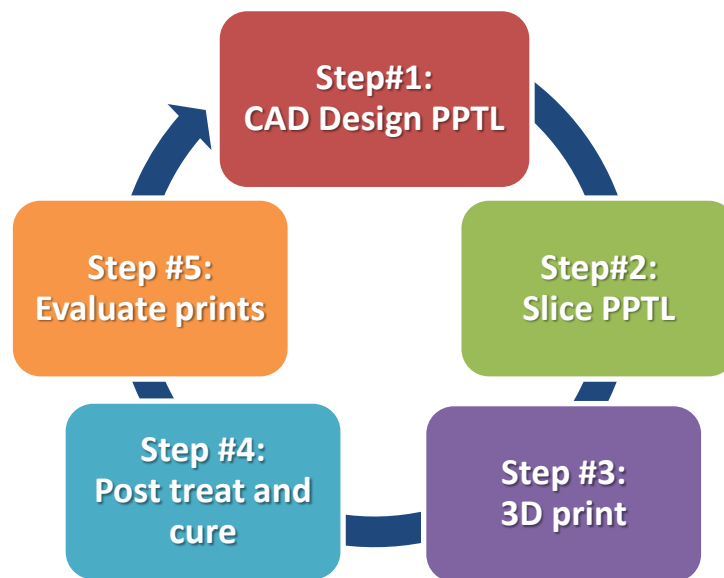 Step#1:
CAD Design PPTL
Step#2:
Slice PPTL
Step #3:
3D print
Step #4:
Post treat and
cure
Step #5:
Evaluate prints